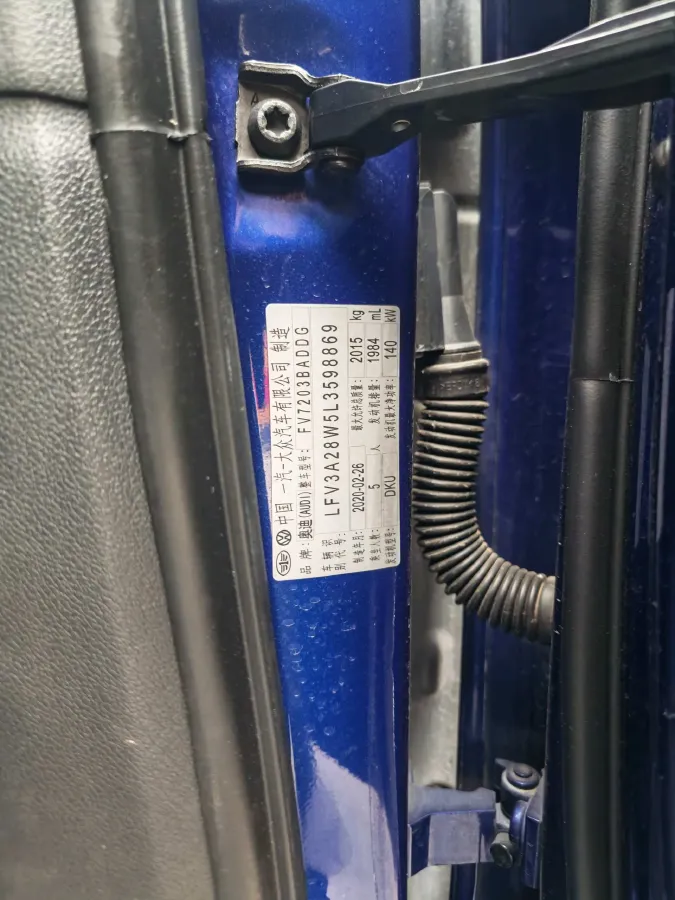 中国 一汽-大众汽车有限公司 制造
品 牌：奥迪(AUDI) 整车型号： FV7203BADDG
车辆识别代号： LFV3A28W5L3598869
制造年月： 2020-02-26 最大允许总质量： 2015 kg
乘坐人数： 5 人 发动机排量： 1984 mL
发动机型号： DKU 发动机最大净功率： 140 kW